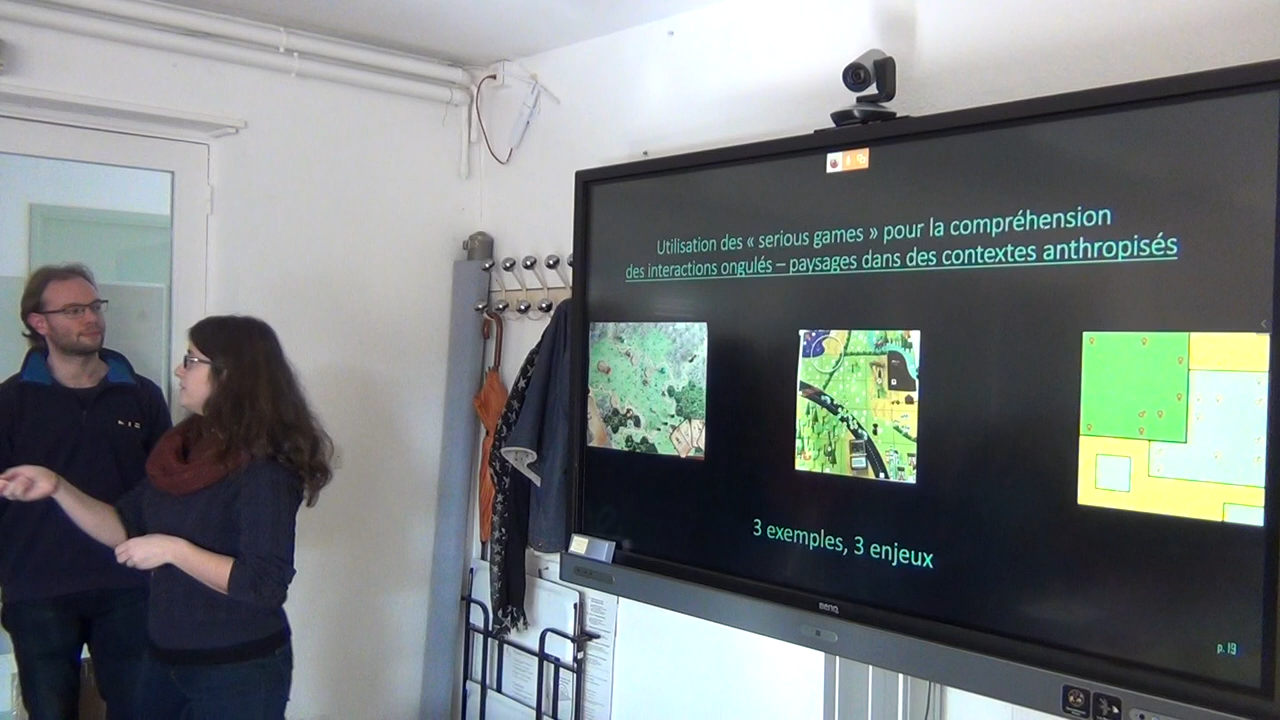 Utilisation des « serious games » pour la compréhension
des interactions ongulés – paysages dans des contextes anthropisés
3 exemples, 3 enjeux
BenQ
p. 19